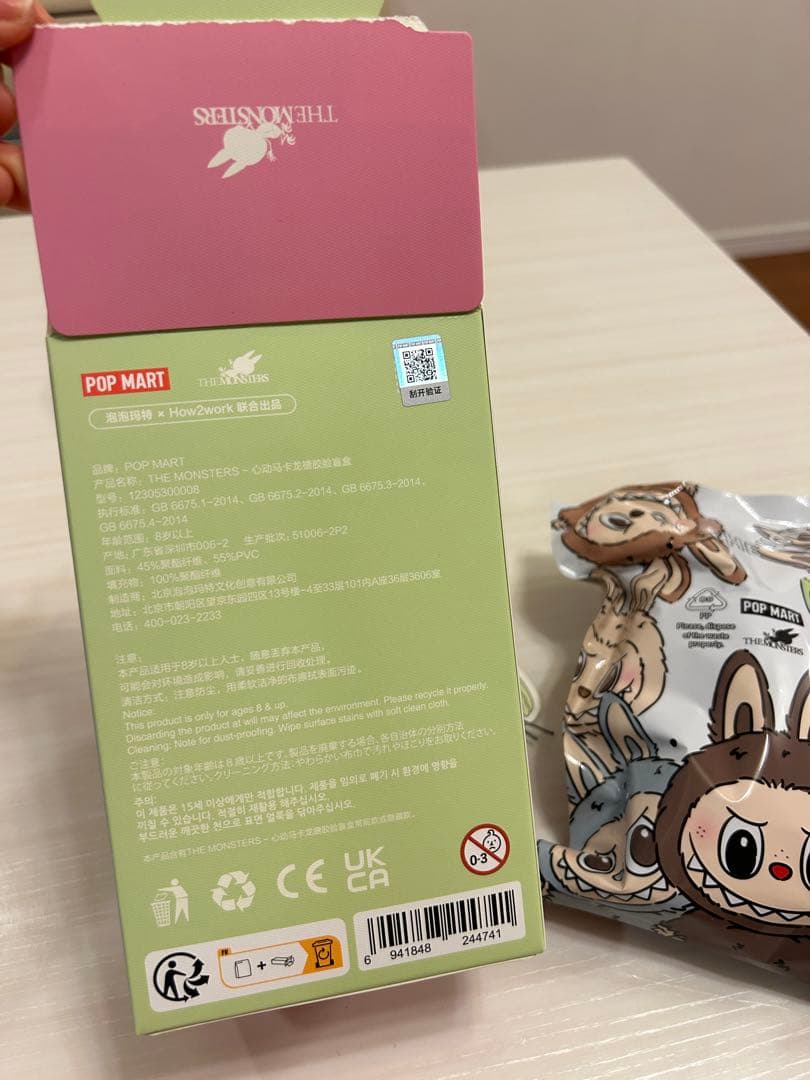 THE MONSTERS
POP MART
THE MONSTERS
刮开验证
泡泡玛特 × How2work 联合出品
品牌: POP MART
产品名称: THE MONSTERS - 心动马卡龙搪胶脸盲盒
型号: 12305300008
执行标准: GB 6675.1-2014、GB 6675.2-2014、GB 6675.3-2014、
GB 6675.4-2014
年龄范围: 8岁以上
产地: 广东省深圳市006-2 生产批次: 51006-2P2
面料: 45%聚酯纤维、55%PVC
填充物: 100%聚酯纤维
制造商: 北京泡泡玛特文化创意有限公司
地址: 北京市朝阳区望京东园四区13号楼-4至33层101内A座36层3606室
电话: 400-023-2233
注意:
本产品适用于8岁以上人士，随意丢弃本产品，
可能会对环境造成影响，请妥善进行回收处理。
清洁方式: 注意防尘，用柔软洁净的布擦拭表面污迹。
Notice:
This product is only for ages 8 & up.
Discarding the product at will may affect the environment. Please recycle it properly.
Cleaning: Note for dust-proofing. Wipe surface stains with soft clean cloth.
ご注意:
本製品の対象年齢は8歳以上です。製品を廃棄する場合、各自治体の分別方法
に従ってください。クリーニング方法: やわらかい布巾で汚れやほこりをお取りください。
주의:
이 제품은 15세 이상에게만 적합합니다. 제품을 임의로 폐기 시 환경에 영향을
끼칠 수 있습니다. 적절히 재활용 해주십시오.
부드러운 깨끗한 천으로 표면 얼룩을 닦아주십시오.
本产品含有THE MONSTERS - 心动马卡龙搪胶脸盲盒
0-3
CE
UK
CA
FR
+
6 941848 244741
PP
Please, dispose
of the waste
properly.
POP MART
THE MONSTERS